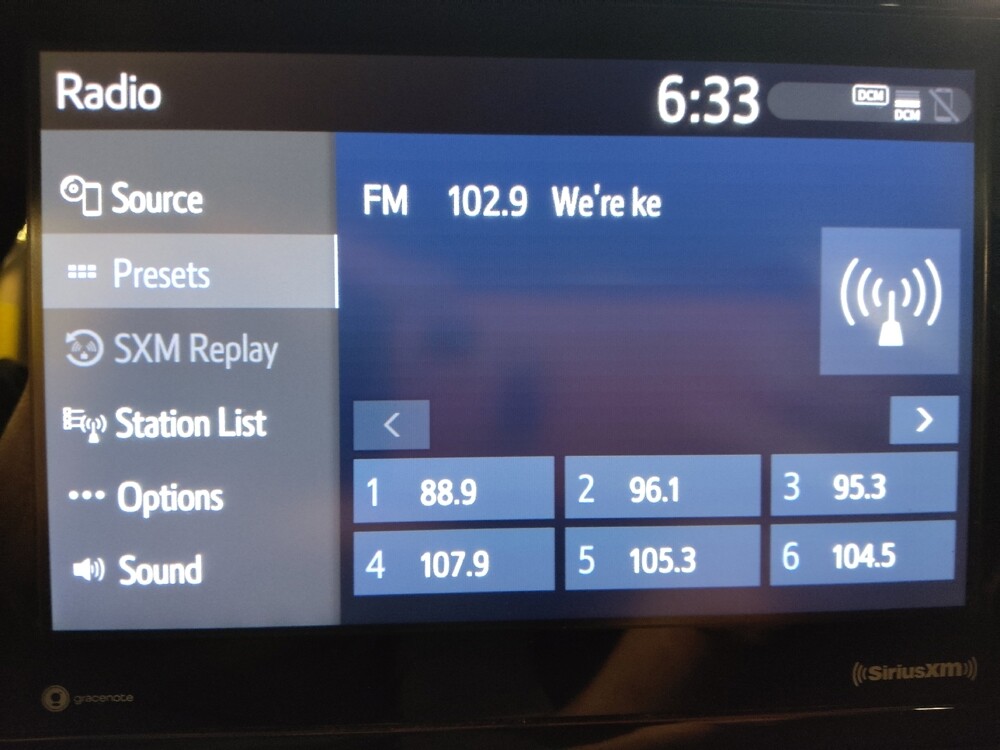 Radio
6:33
DCM
DCM
Source
Presets
SXM Replay
Station List
Options
Sound
FM 102.9 We're ke
<
>
1 88.9
2 96.1
3 95.3
4 107.9
5 105.3
6 104.5
gracenote
((SiriusXM))